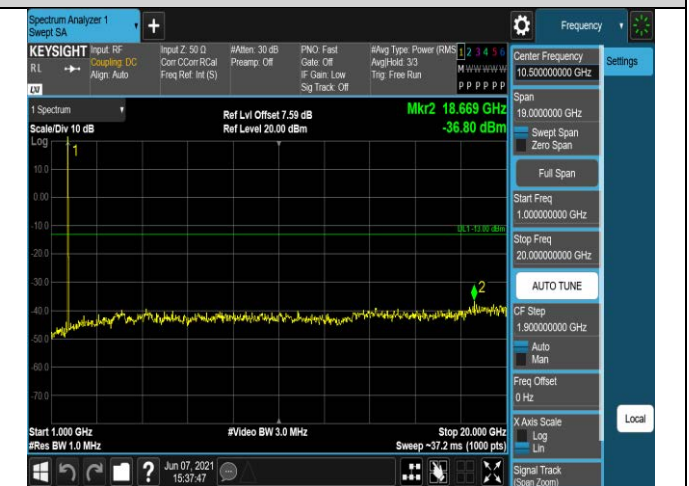 Spectrum Analyzer 1
Swept SA
+
Frequency
KEYSIGHT
RL
LXI
Input: RF
Coupling: DC
Align: Auto
Input Z: 50 Ω
Corr CCorr RCal
Freq Ref: Int (S)
#Atten: 30 dB
Preamp: Off
PNO: Fast
Gate: Off
IF Gain: Low
Sig Track: Off
#Avg Type: Power (RMS
Avg|Hold: 3/3
Trig: Free Run
1 2 3 4 5 6
M W W W W W
P P P P P P
1 Spectrum
Scale/Div 10 dB
Log
Ref Lvl Offset 7.59 dB
Ref Level 20.00 dBm
Mkr2 18.669 GHz
-36.80 dBm
1
10.0
0.00
-10.0
DL1 -13.00 dBm
-20.0
-30.0
2
-40.0
-50.0
-60.0
-70.0
Start 1.000 GHz
#Res BW 1.0 MHz
#Video BW 3.0 MHz
Stop 20.000 GHz
Sweep ~37.2 ms (1000 pts)
?
Jun 07, 2021
15:37:47
Center Frequency
10.500000000 GHz
Settings
Span
19.0000000 GHz
Swept Span
Zero Span
Full Span
Start Freq
1.000000000 GHz
Stop Freq
20.000000000 GHz
AUTO TUNE
CF Step
1.900000000 GHz
Auto
Man
Freq Offset
0 Hz
X Axis Scale
Log
Lin
Local
Signal Track
(Span Zoom)